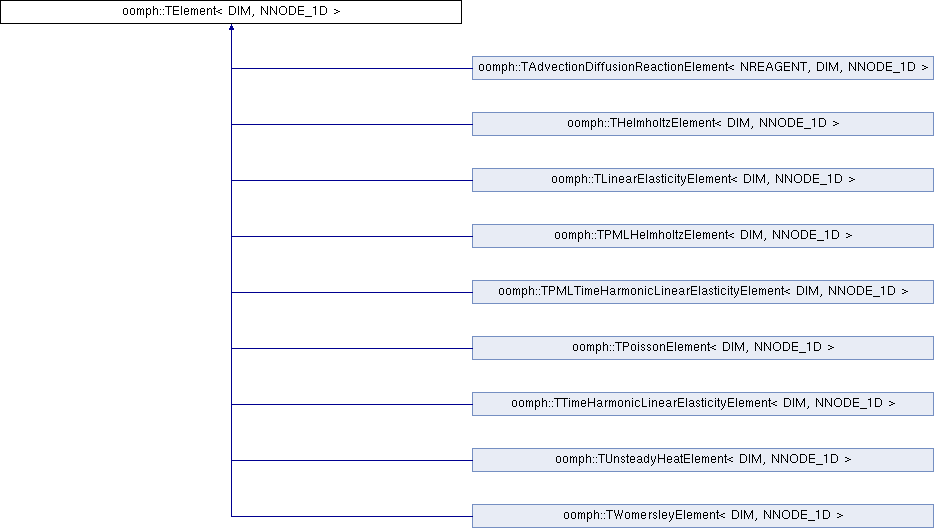 oomph::TElement< DIM, NNODE_1D >
oomph::TAdvectionDiffusionReactionElement< NREAGENT, DIM, NNODE_1D >
oomph::THelmholtzElement< DIM, NNODE_1D >
oomph::TLinearElasticityElement< DIM, NNODE_1D >
oomph::TPMLHelmholtzElement< DIM, NNODE_1D >
oomph::TPMLTimeHarmonicLinearElasticityElement< DIM, NNODE_1D >
oomph::TPoissonElement< DIM, NNODE_1D >
oomph::TTimeHarmonicLinearElasticityElement< DIM, NNODE_1D >
oomph::TUnsteadyHeatElement< DIM, NNODE_1D >
oomph::TWomersleyElement< DIM, NNODE_1D >